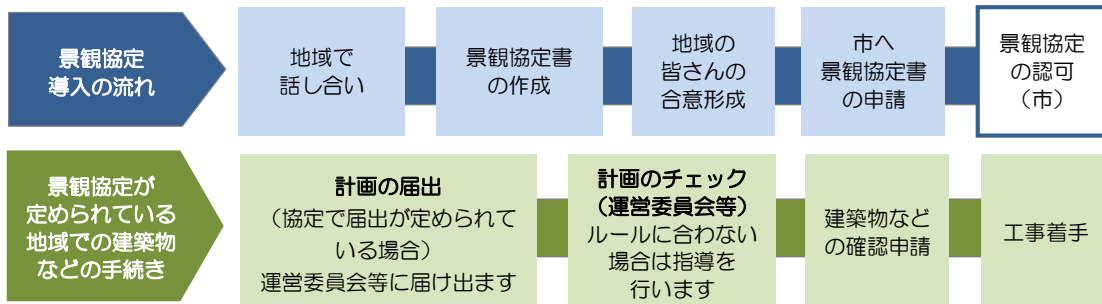 景観協定
導入の流れ
地域で
話し合い
景観協定書
の作成
地域の
皆さんの
合意形成
市へ
景観協定書
の申請
景観協定
の認可
（市）
景観協定が
定められている
地域での建築物
などの手続き
計画の届出
（協定で届出が定められて
いる場合）
運営委員会等に届け出ます
計画のチェック
（運営委員会等）
ルールに合わない
場合は指導を
行います
建築物など
の確認申請
工事着手